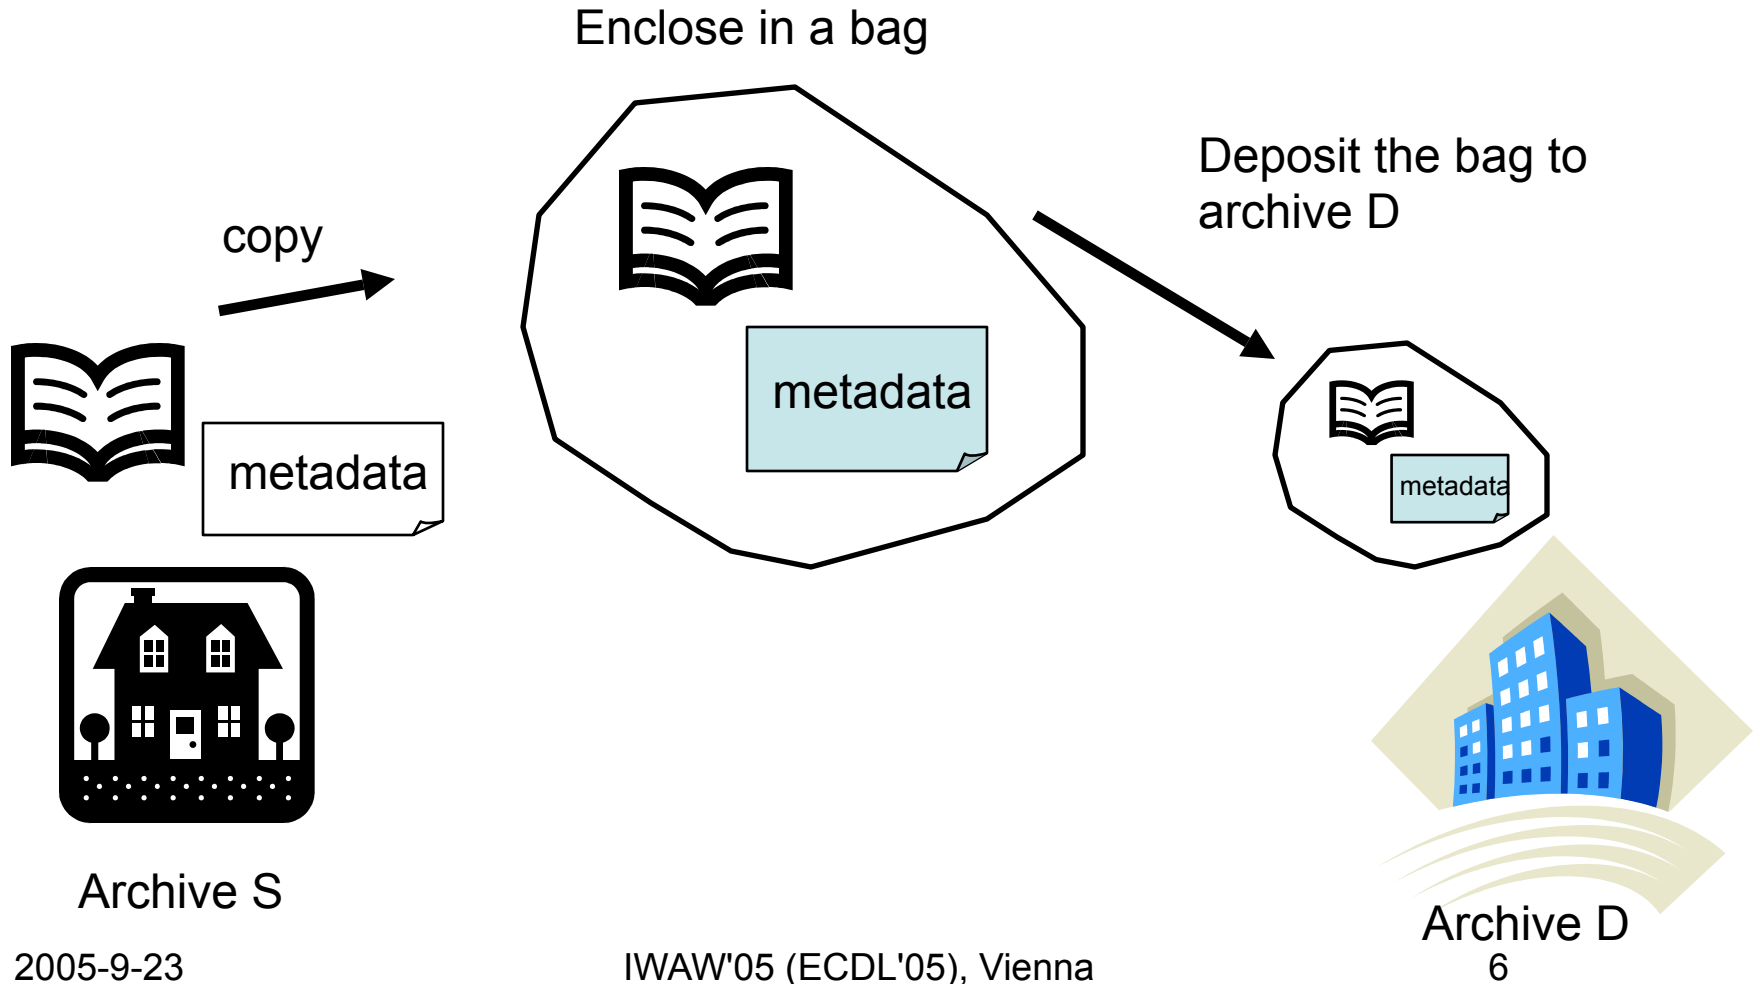 Enclose in a bag
Deposit the bag to
archive D
copy
metadata
metadata
metadata
Archive S
Archive D
2005-9-23
IWAW'05 (ECDL'05), Vienna
6